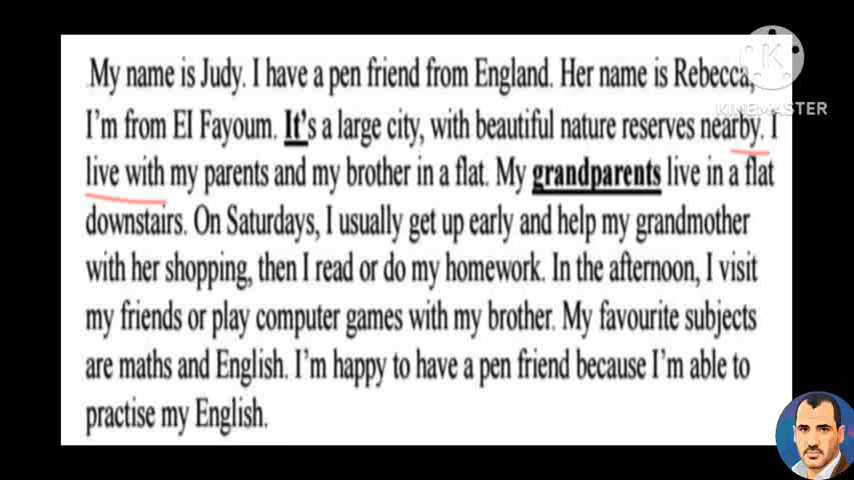 My name is Judy. I have a pen friend from England. Her name is Rebecca,
I'm from El Fayoum. It's a large city, with beautiful nature reserves nearby. I
live with my parents and my brother in a flat. My grandparents live in a flat
downstairs. On Saturdays, I usually get up early and help my grandmother
with her shopping, then I read or do my homework. In the afternoon, I visit
my friends or play computer games with my brother. My favourite subjects
are maths and English. I'm happy to have a pen friend because I'm able to
practise my English.
K
KINEMASTER